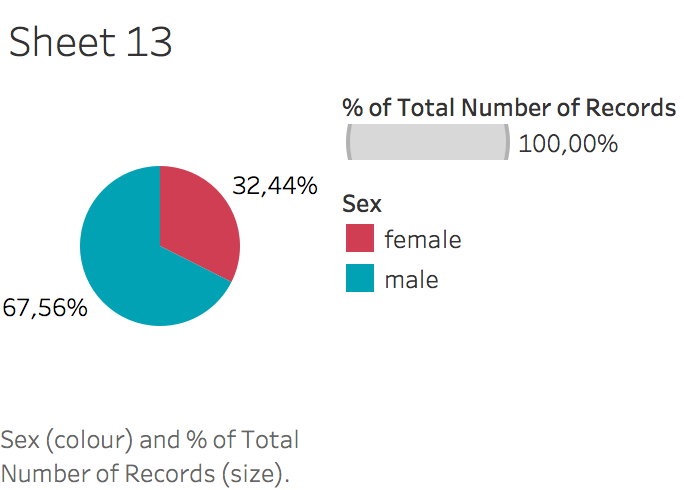 Sheet 13
% of Total Number of Records
100,00%
32,44%
Sex
female
male
67,56%
Sex (colour) and % of Total
Number of Records (size).